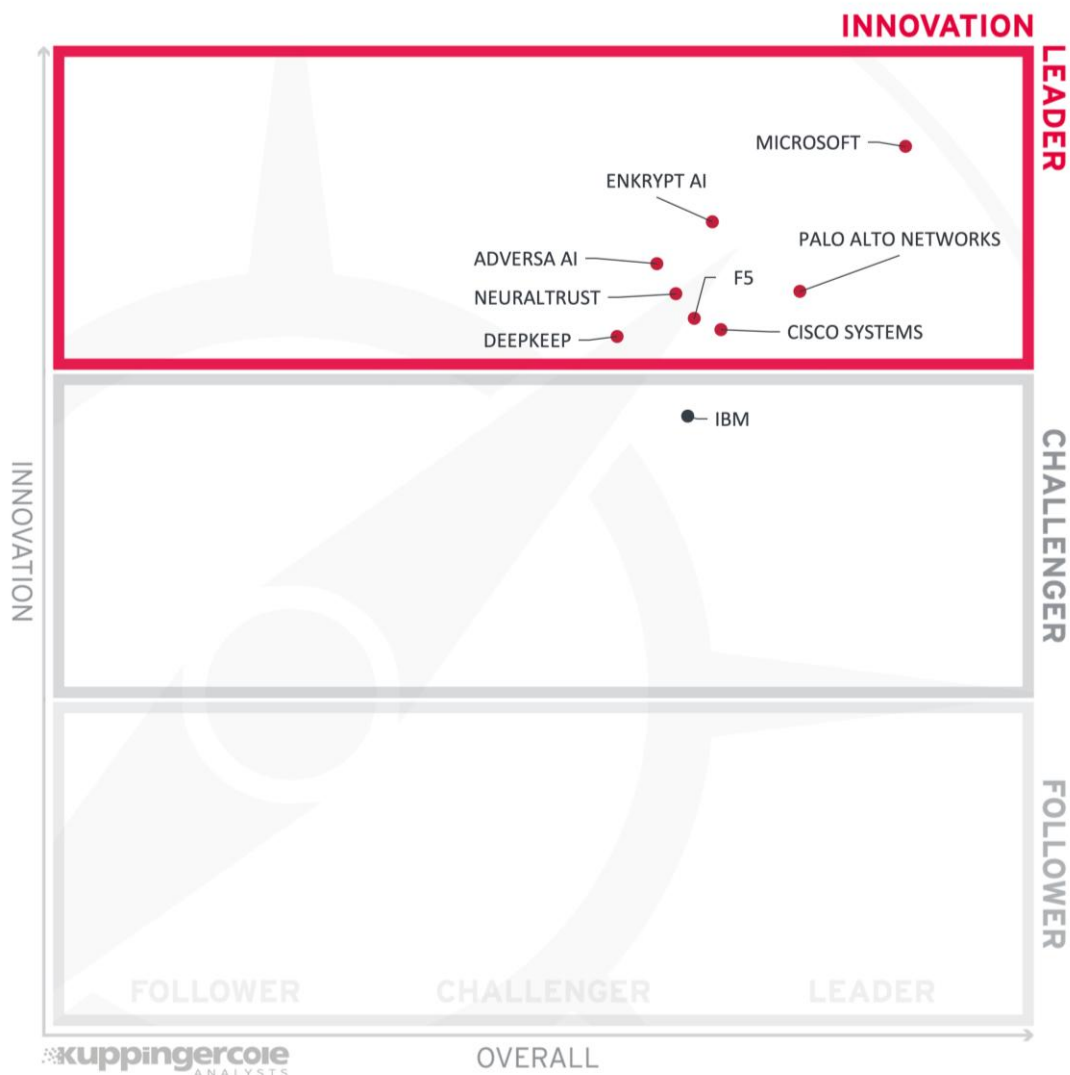 INNOVATION
LEADER
MICROSOFT
ENKRYPT AI
PALO ALTO NETWORKS
ADVERSA AI
F5
NEURALTRUST
CISCO SYSTEMS
DEEPKEEP
IBM
CHALLENGER
INNOVATION
FOLLOWER
FOLLOWER CHALLENGER LEADER
kuppingercole
ANALYSTS
OVERALL